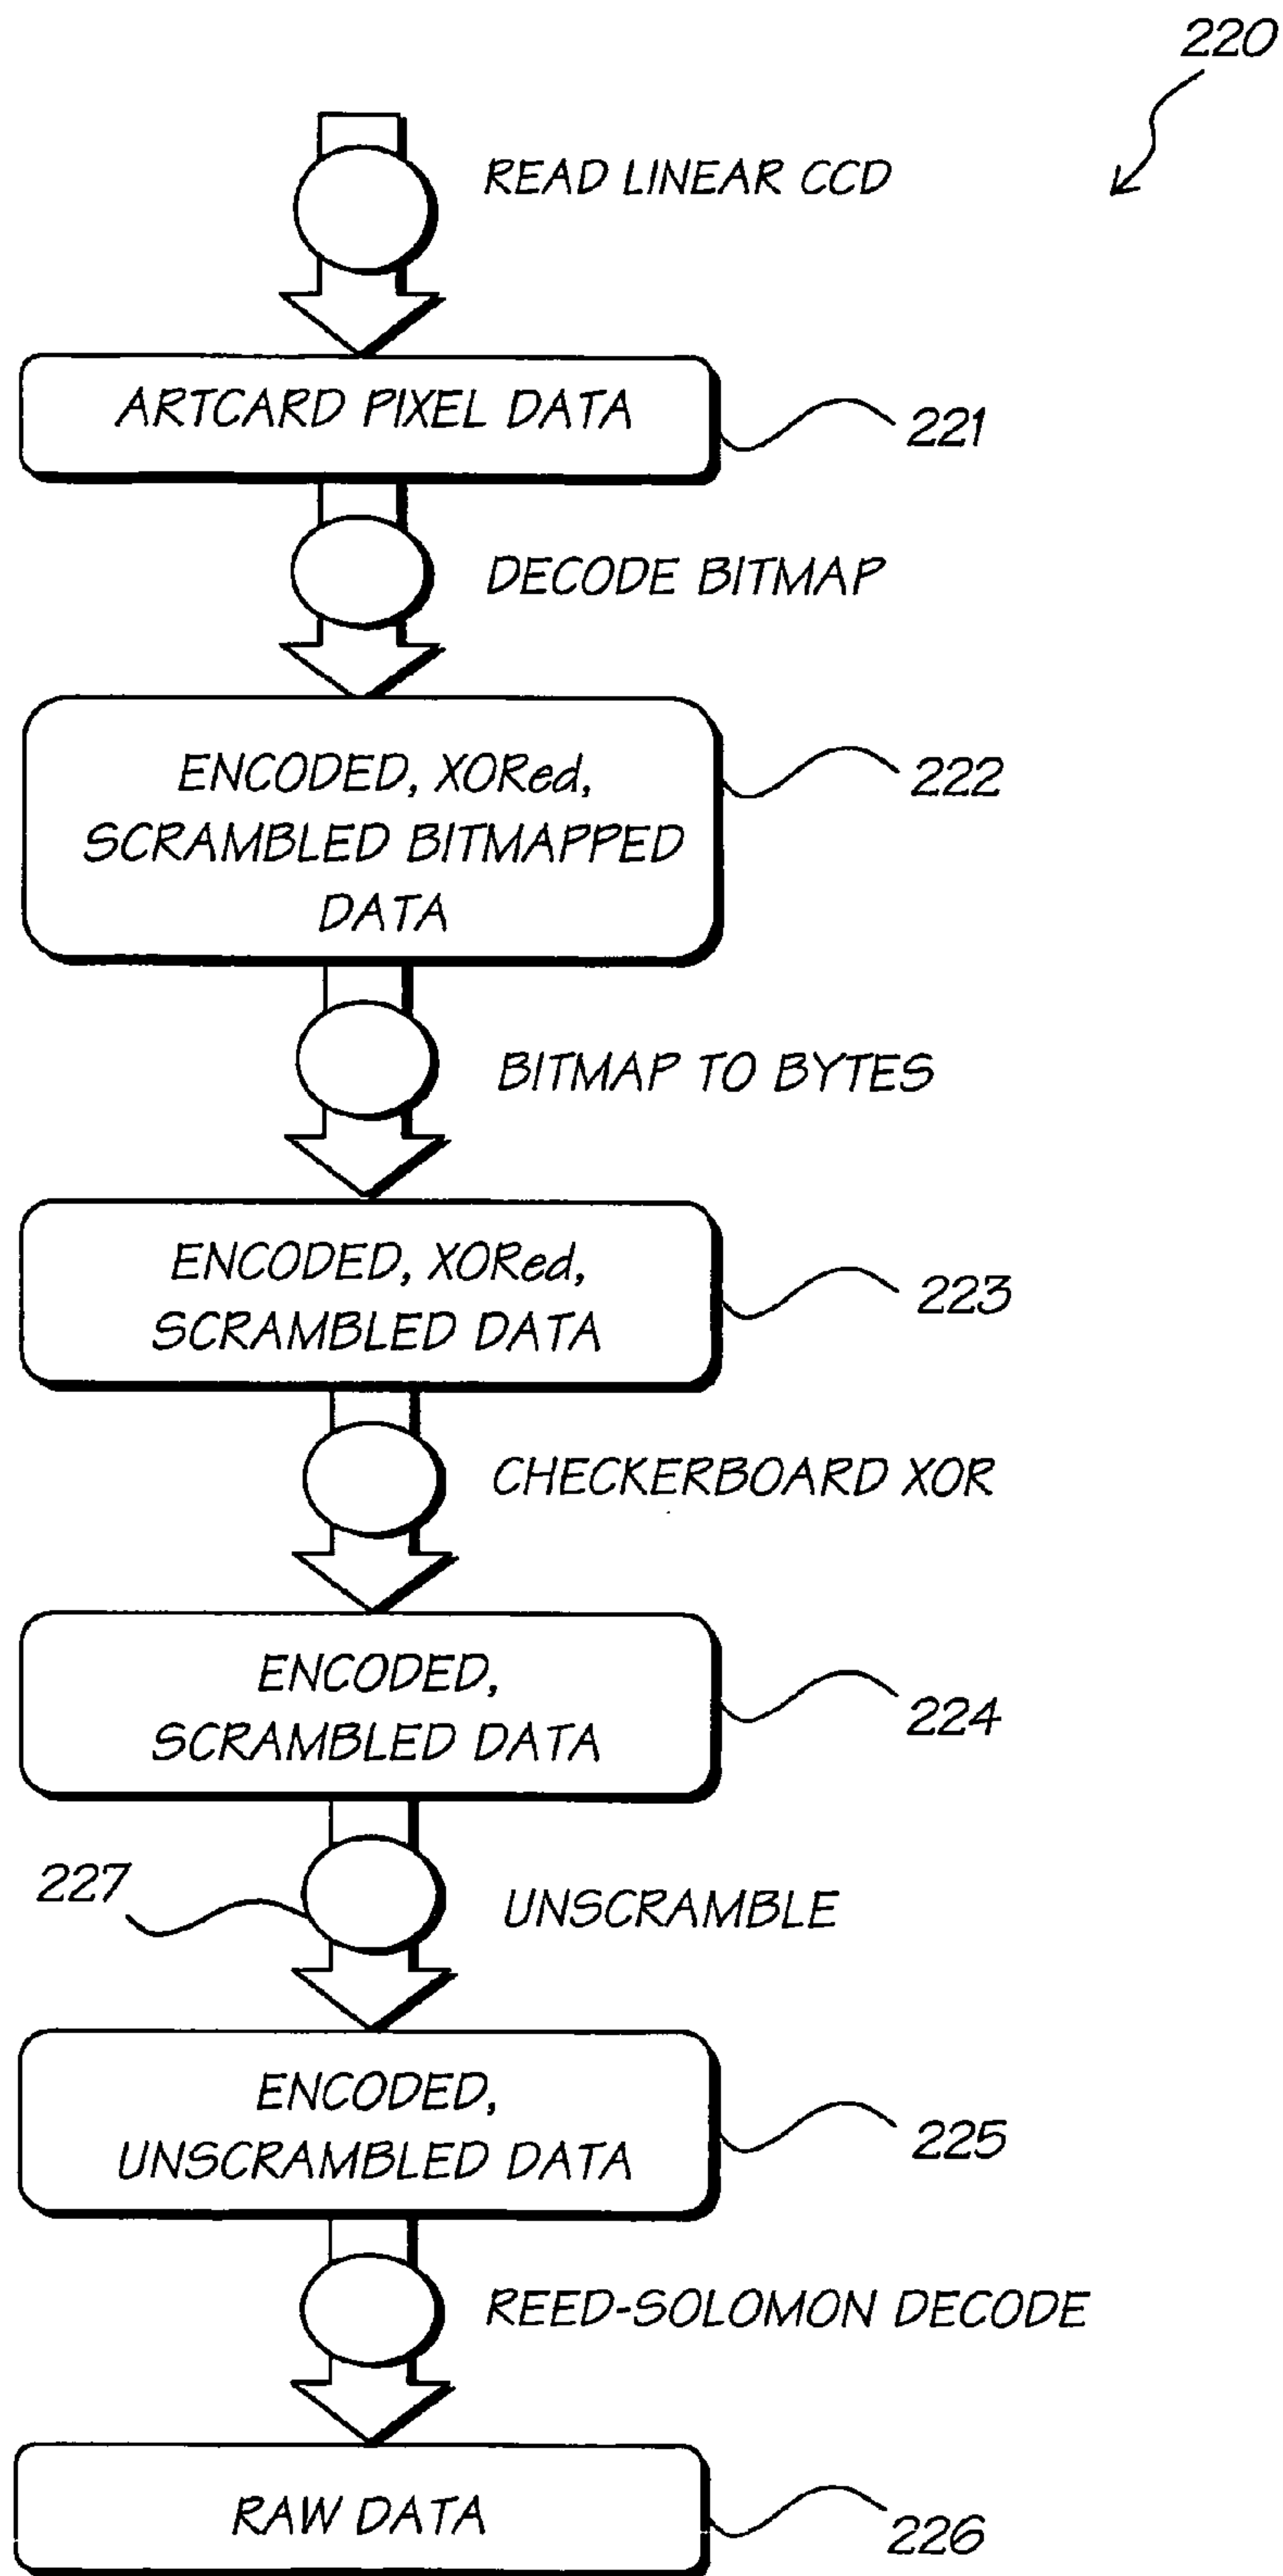 220
READ LINEAR CCD
ARTCARD PIXEL DATA
221
DECODE BITMAP
ENCODED, XORed,
SCRAMBLED BITMAPPED
DATA
222
BITMAP TO BYTES
ENCODED, XORed,
SCRAMBLED DATA
223
CHECKERBOARD XOR
ENCODED,
SCRAMBLED DATA
224
227
UNSCRAMBLE
ENCODED,
UNSCRAMBLED DATA
225
REED-SOLOMON DECODE
RAW DATA
226